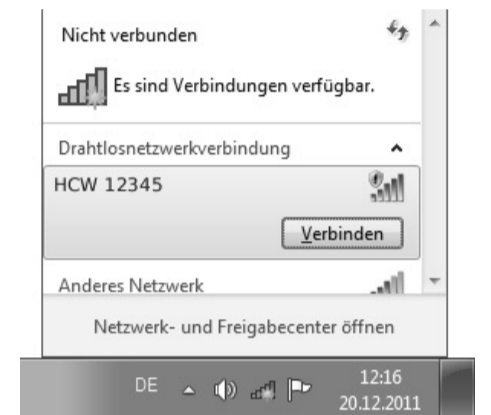 Nicht verbunden
Es sind Verbindungen verfügbar.
Drahtlosnetzwerkverbindung
HCW 12345
Verbinden
Anderes Netzwerk
Netzwerk- und Freigabecenter öffnen
DE
12:16
20.12.2011